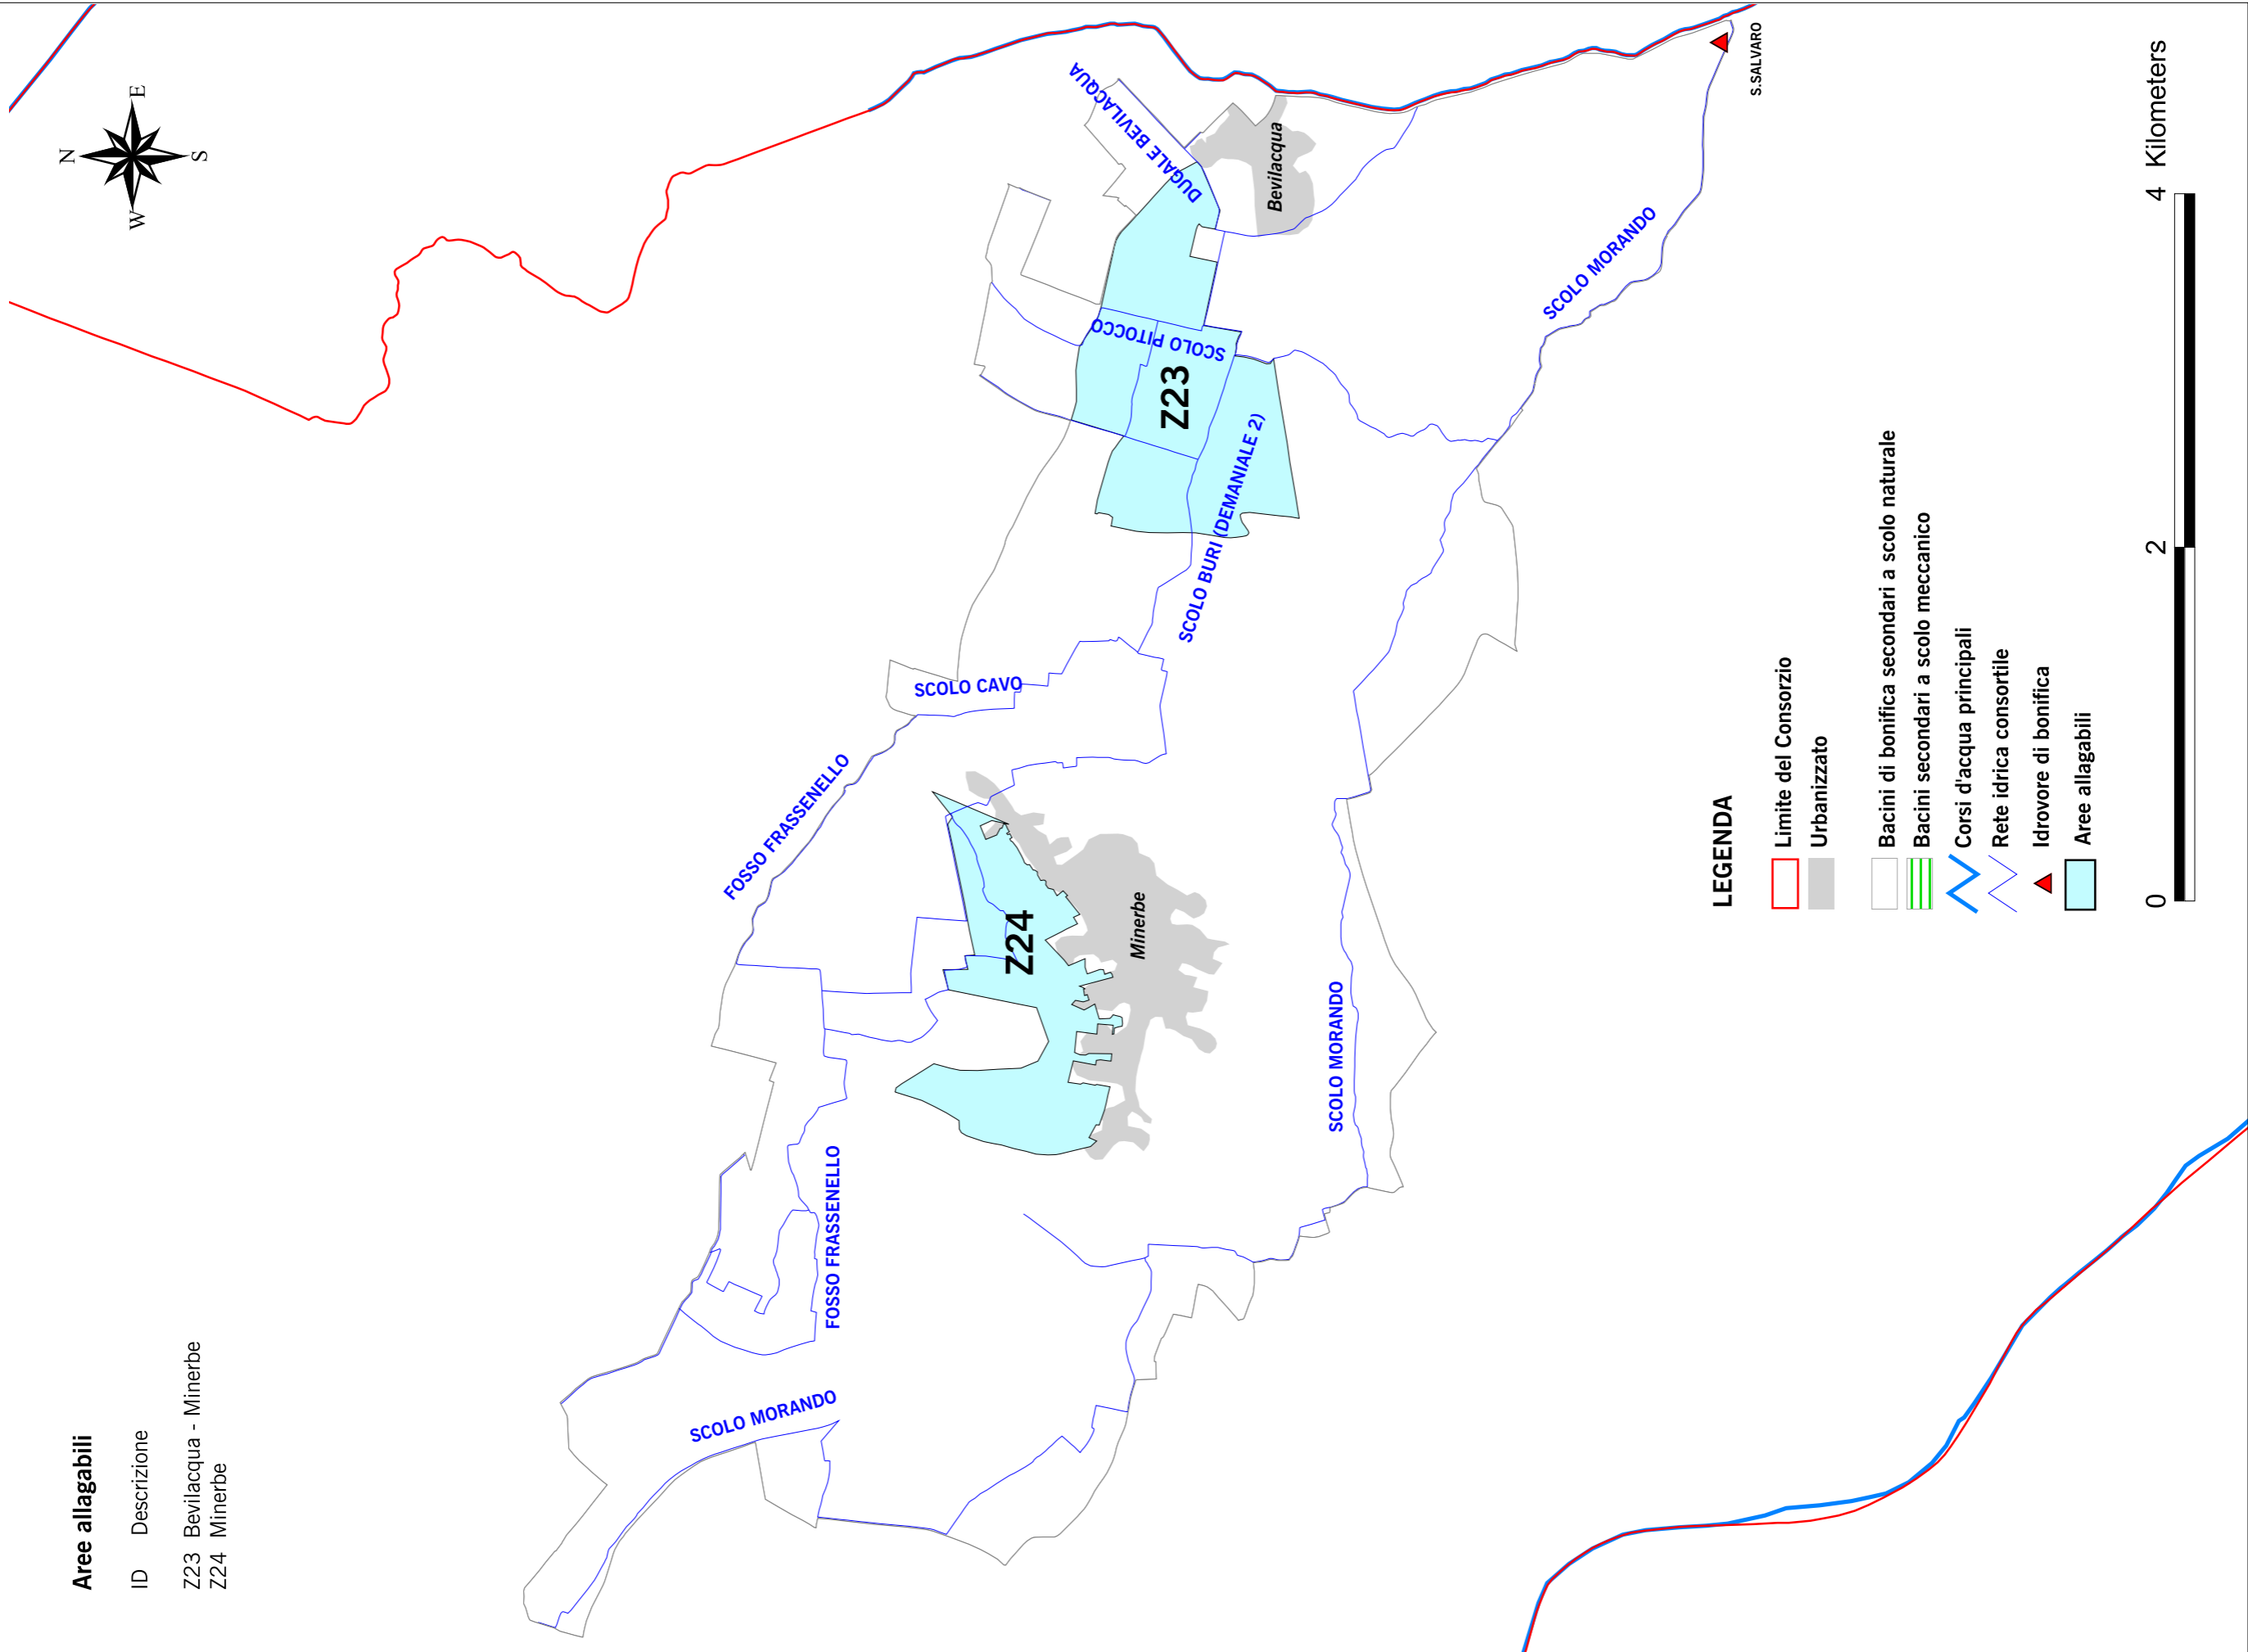 Aree allagabili
ID Descrizione
Z23 Bevilacqua - Minerbe
Z24 Minerbe
N
E
S
W
DUGALE BEVILACQUA
Bevilacqua
S.SALVARO
SCOLO PITOCCO
Z23
SCOLO BURI (DEMANIALE 2)
SCOLO MORANDO
SCOLO CAVO
FOSSO FRASSENELLO
Z24
Minerbe
SCOLO MORANDO
FOSSO FRASSENELLO
SCOLO MORANDO
LEGENDA
Limite del Consorzio
Urbanizzato
Bacini di bonifica secondari a scolo naturale
Bacini secondari a scolo meccanico
Corsi d'acqua principali
Rete idrica consortile
Idrovore di bonifica
Aree allagabili
0 2 4 Kilometers